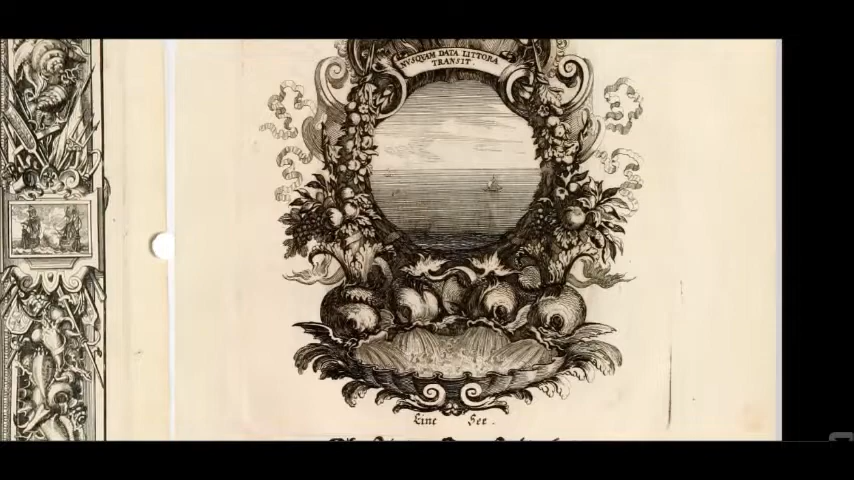 NVSQVAM DATA LITTORA
TRANSIT.
Eine See.